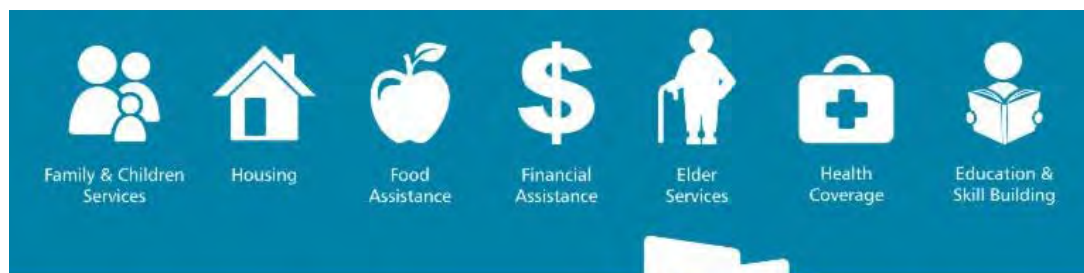 Family & Children
Services
Housing
Food
Assistance
$
Financial
Assistance
Elder
Services
Health
Coverage
Education &
Skill Building